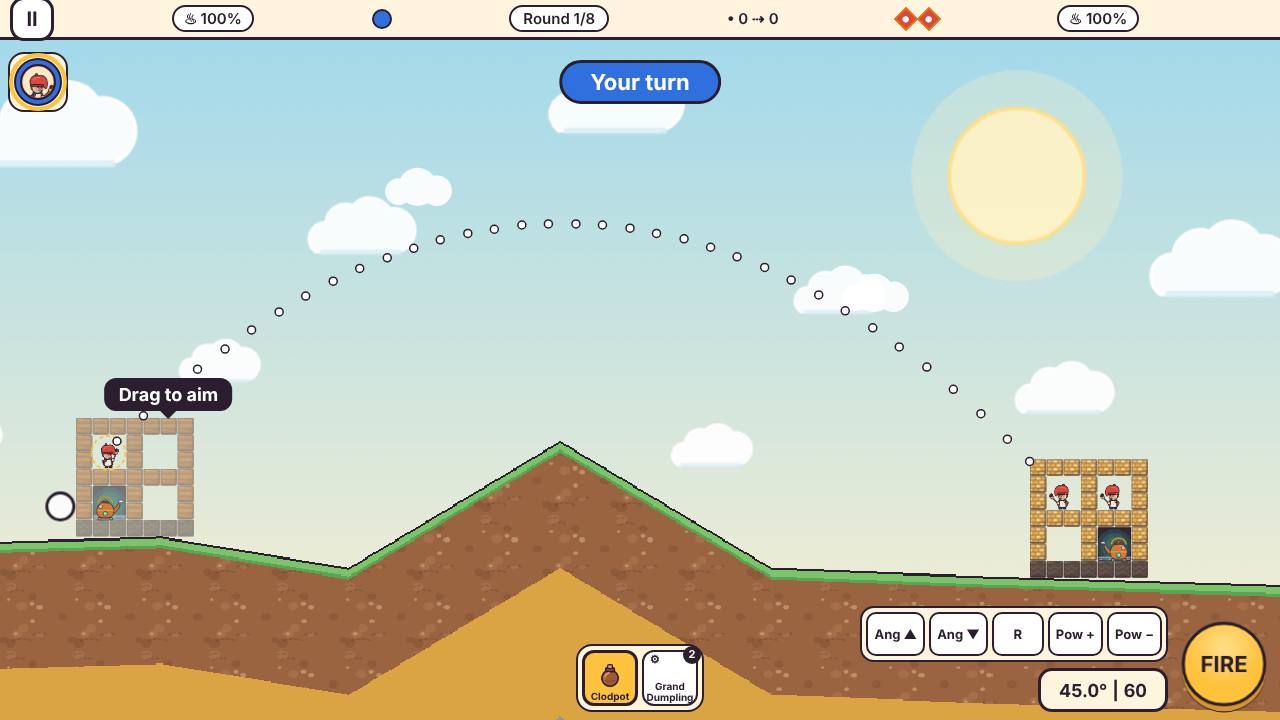 100%
Round 1/8
• 0 ⇢ 0
100%
Your turn
Drag to aim
Ang ▲
Ang ▼
R
Pow +
Pow −
FIRE
45.0° | 60
Clodpot
2
Grand
Dumpling